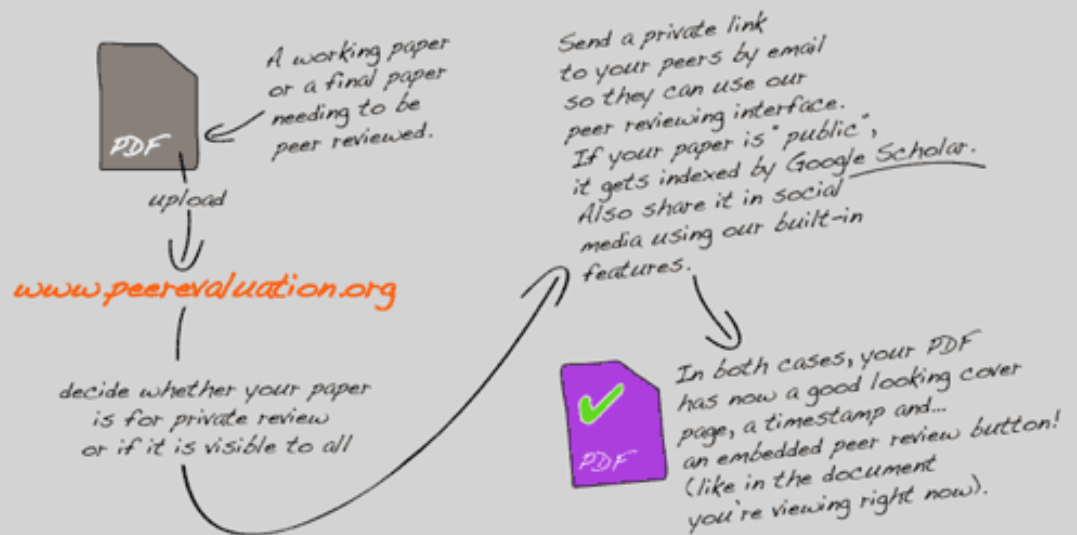 PDF
A working paper
or a final paper
needing to be
peer reviewed.
upload
www.peerevaluation.org
decide whether your paper
is for private review
or if it is visible to all
Send a private link
to your peers by email
so they can use our
peer reviewing interface.
If your paper is "public",
it gets indexed by Google Scholar.
Also share it in social
media using our built-in
features.
PDF
In both cases, your PDF
has now a good looking cover
page, a timestamp and...
an embedded peer review button!
(like in the document
you're viewing right now).